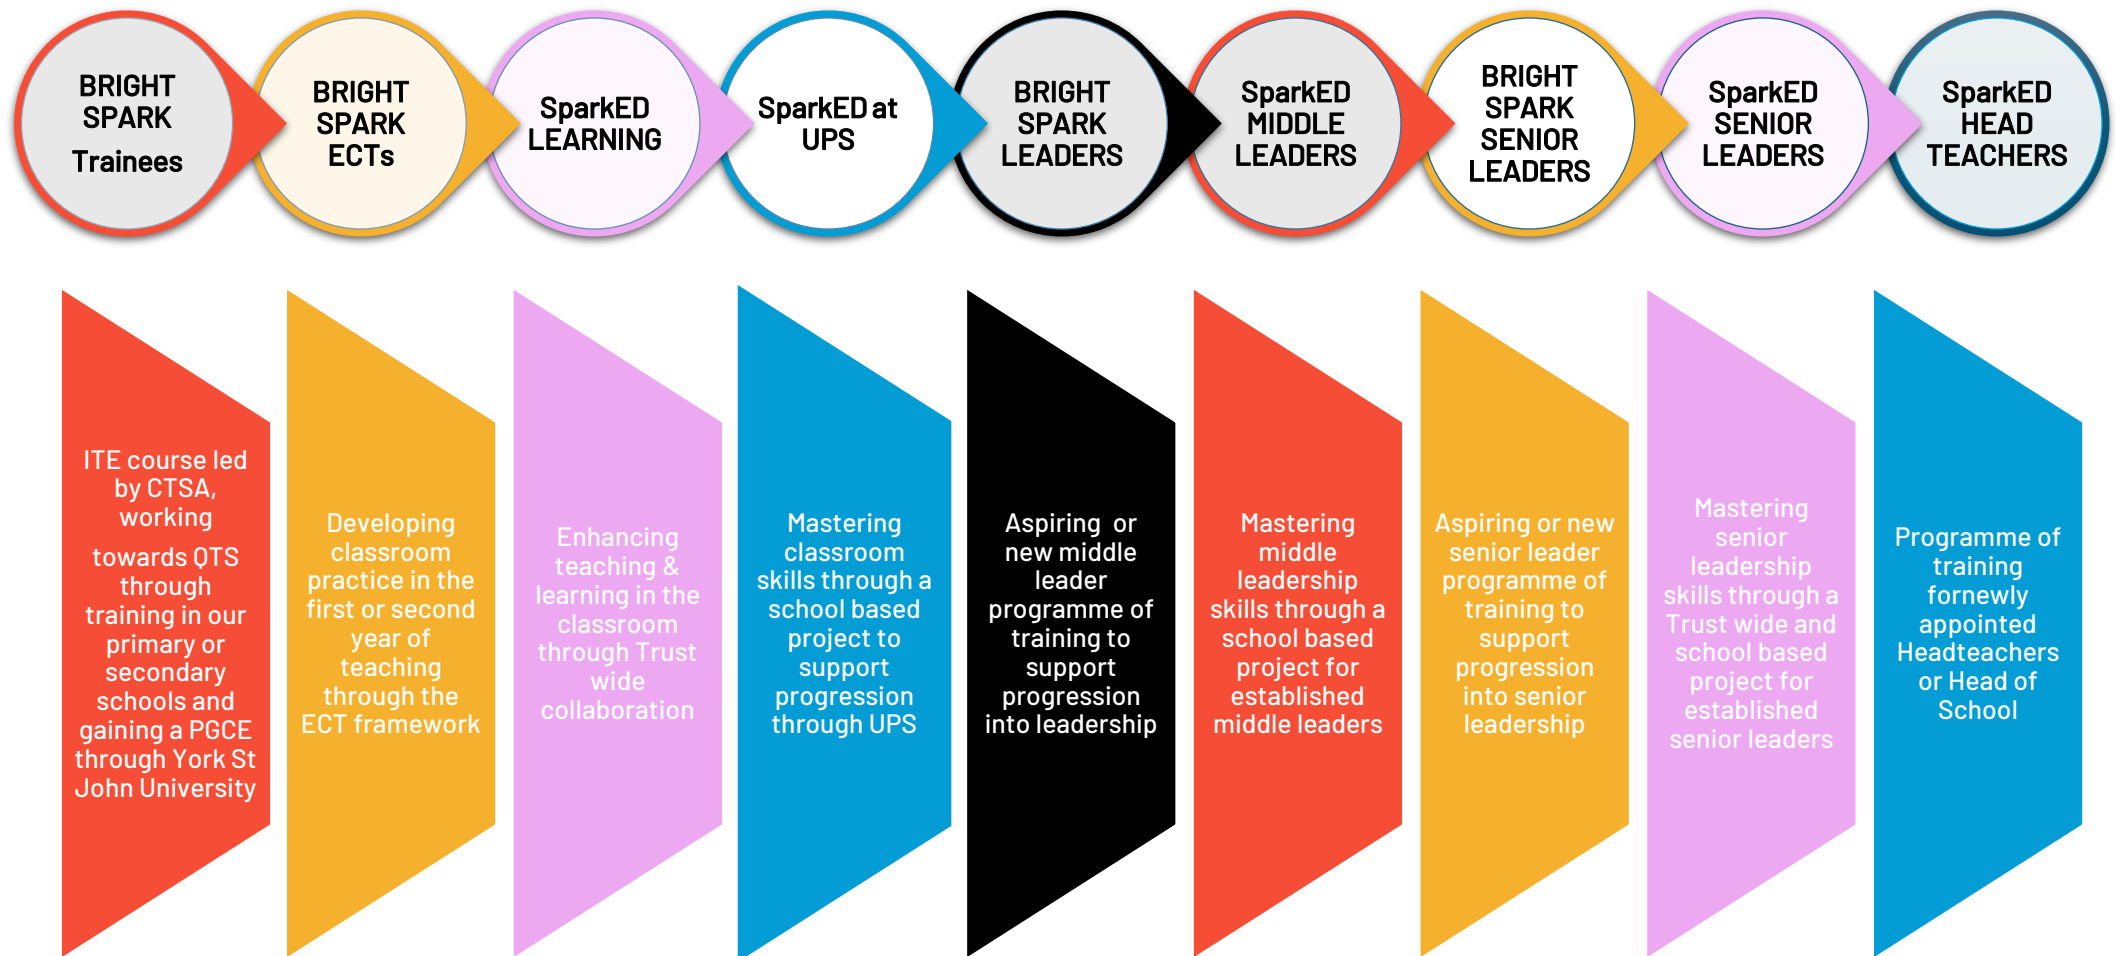 BRIGHT
SPARK
Trainees
BRIGHT
SPARK
ECTs
SparkED
LEARNING
SparkED at
UPS
BRIGHT
SPARK
LEADERS
SparkED
MIDDLE
LEADERS
BRIGHT
SPARK
SENIOR
LEADERS
SparkED
SENIOR
LEADERS
SparkED
HEAD
TEACHERS
ITE course led
by CTSA,
working
towards QTS
through
training in our
primary or
secondary
schools and
gaining a PGCE
through York St
John University
Developing
classroom
practice in the
first or second
year of
teaching
through the
ECT framework
Enhancing
teaching &
learning in the
classroom
through Trust
wide
collaboration
Mastering
classroom
skills through a
school based
project to
support
progression
through UPS
Aspiring or
new middle
leader
programme of
training to
support
progression
into leadership
Mastering
middle
leadership
skills through a
school based
project for
established
middle leaders
Aspiring or new
senior leader
programme of
training to
support
progression
into senior
leadership
Mastering
senior
leadership
skills through a
Trust wide and
school based
project for
established
senior leaders
Programme of
training
fornewly
appointed
Headteachers
or Head of
School